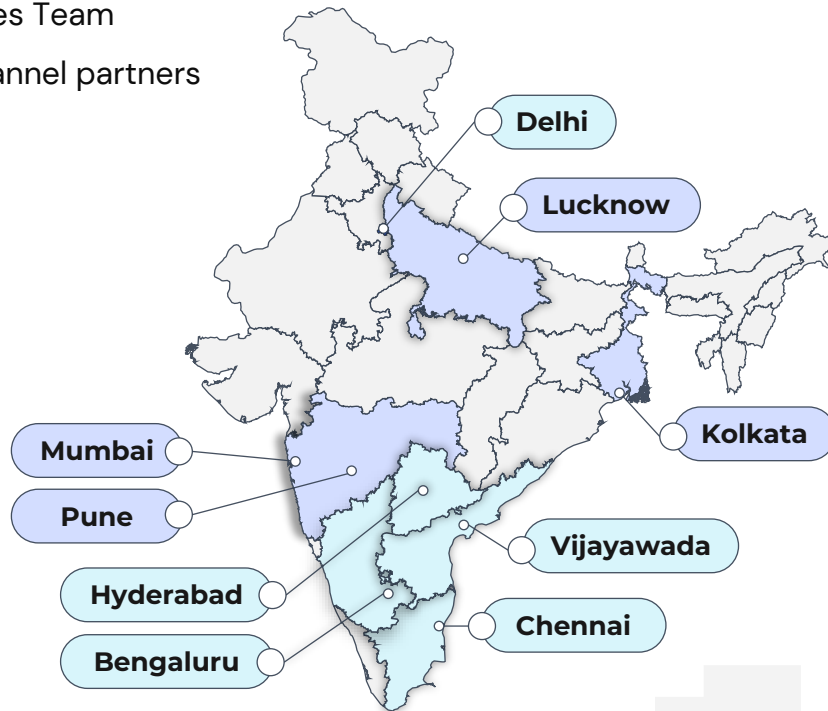 es Team
annel partners
Delhi
Lucknow
Kolkata
Mumbai
Pune
Vijayawada
Hyderabad
Chennai
Bengaluru